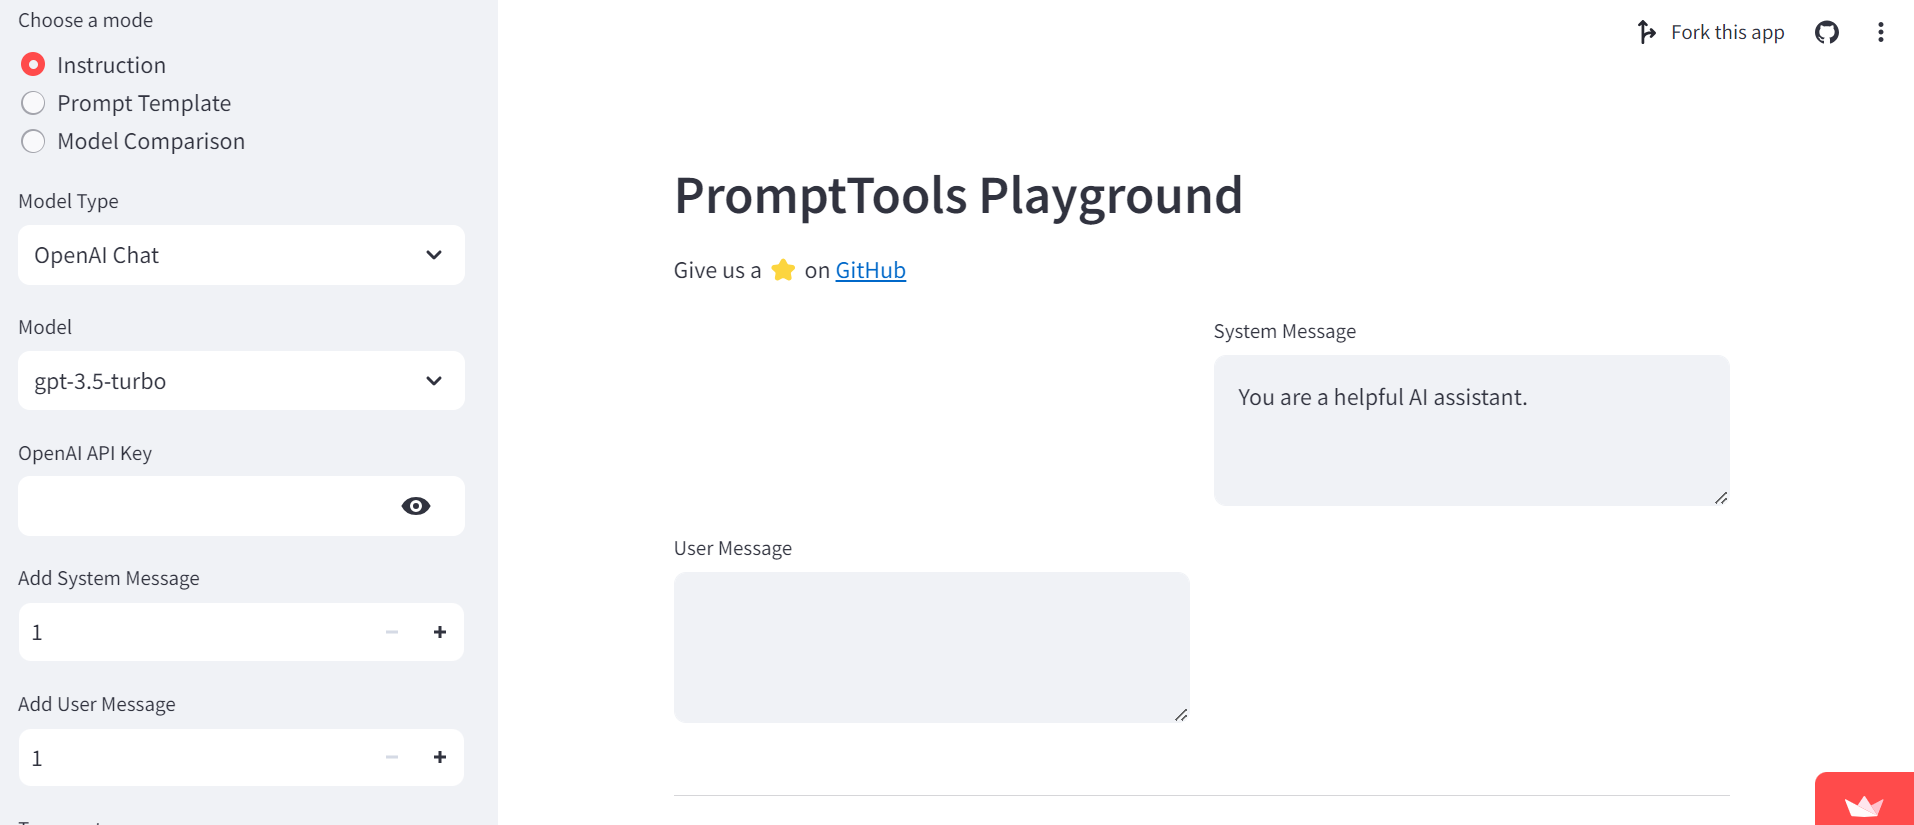 Choose a mode
Instruction
Prompt Template
Model Comparison
Model Type
OpenAI Chat
Model
gpt-3.5-turbo
OpenAI API Key
Add System Message
1
Add User Message
1
Fork this app
PromptTools Playground
Give us a ⭐ on GitHub
System Message
You are a helpful AI assistant.
User Message